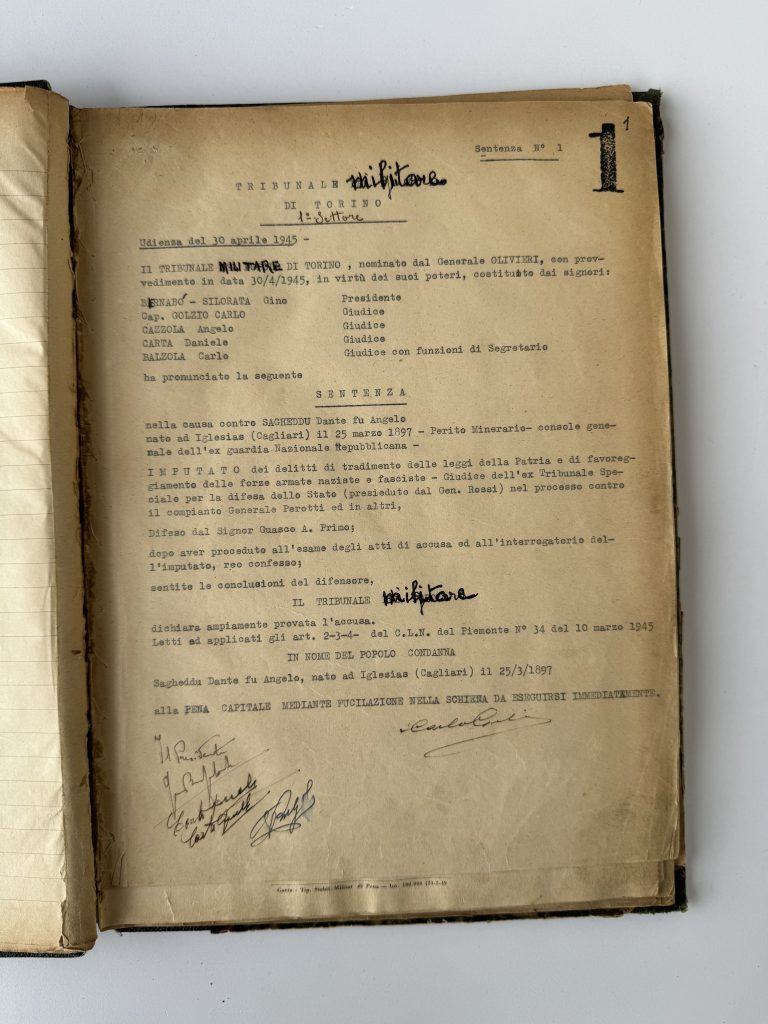 Sentenza N° 1
1
1
TRIBUNALE militare
DI TORINO
1° Settore
Udienza del 30 aprile 1945 -
Il TRIBUNALE MILITARE DI TORINO , nominato dal Generale OLIVIERI, con prov-
vedimento in data 30/4/1945, in virtù dei suoi poteri, costituito dai signori:
BERNABÓ - SILORATA Gino Presidente
Cap. GOLZIO CARLO Giudice
CAZZOLA Angelo Giudice
CARTA Daniele Giudice
BALZOLA Carlo Giudice con funzioni di Segretario
ha pronunciato la seguente
SENTENZA
nella causa contro SAGHEDDU Dante fu Angelo
nato ad Iglesias (Cagliari) il 25 marzo 1897 - Perito Minerario- console gene-
male dell'ex guardia Nazionale Repubblicana -
IMPUTATO dei delitti di tradimento delle leggi della Patria e di favoreg-
giamento delle forze armate naziste e fasciste - Giudice dell'ex Tribunale Spe-
ciale per la difesa dello Stato (presieduto dal Gen. Rossi) nel processo contro
il compianto Generale Perotti ed in altri,
Difeso dal Signor Guasco A. Primo;
dopo aver proceduto all'esame degli atti di accusa ed all'interrogatorio del-
l'imputato, reo confesso;
sentite le conclusioni del difensore,
IL TRIBUNALE militare
dichiara ampiamente provata l'accusa.
Letti ed applicati gli art. 2-3-4- del C.L.N. del Piemonte N° 34 del 10 marzo 1945
IN NOME DEL POPOLO CONDANNA
Sagheddu Dante fu Angelo, nato ad Iglesias (Cagliari) il 25/3/1897
alla PENA CAPITALE MEDIANTE FUCILAZIONE NELLA SCHIENA DA ESEGUIRSI IMMEDIATAMENTE.
Il Presidente